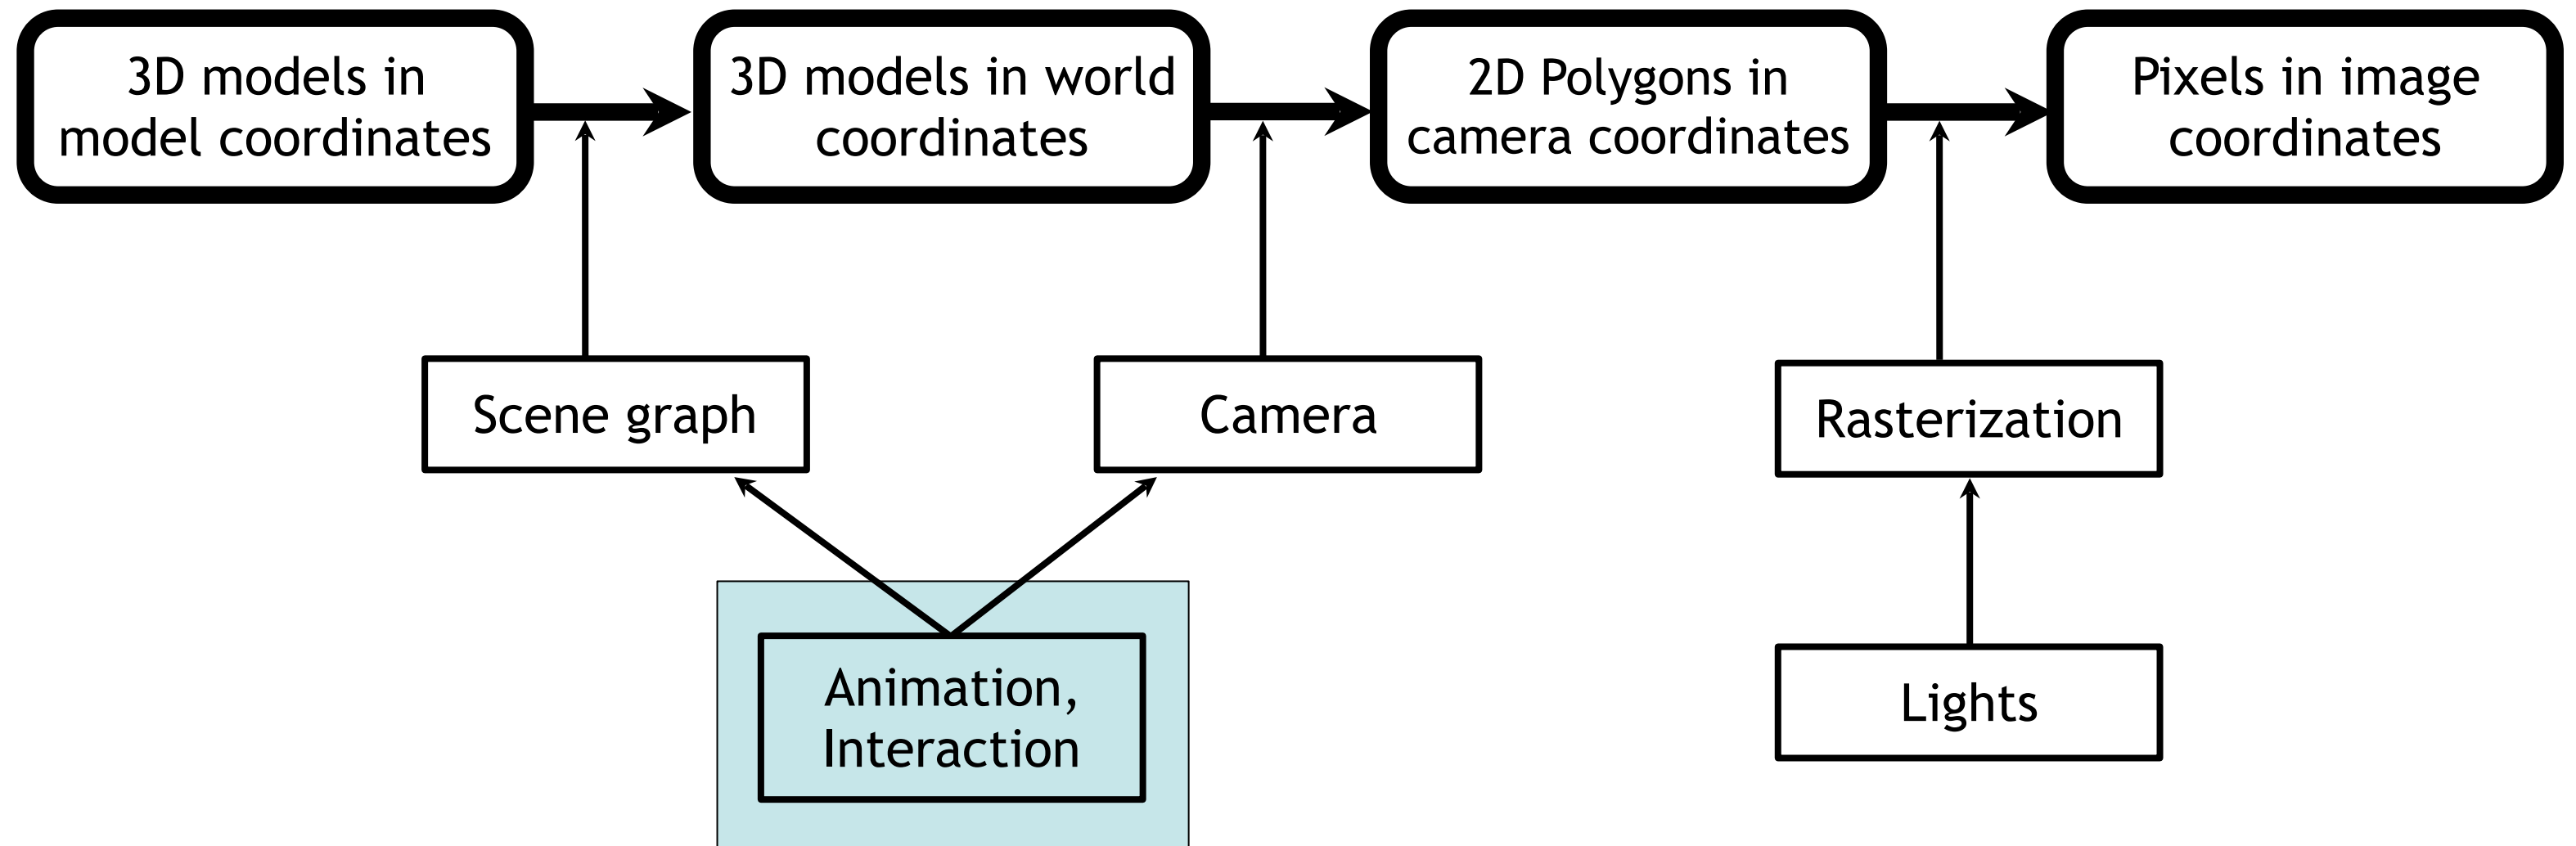 3D models in
model coordinates
3D models in world
coordinates
2D Polygons in
camera coordinates
Pixels in image
coordinates
Scene graph
Camera
Rasterization
Animation,
Interaction
Lights